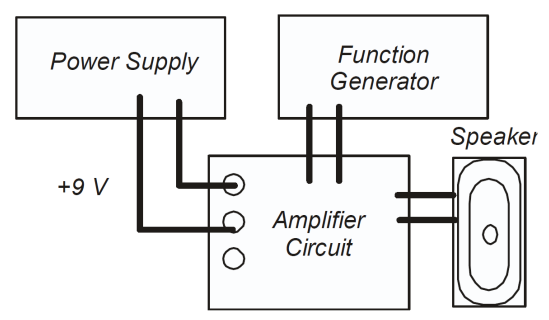 Power Supply
Function
Generator
Speaker
+9 V
Amplifier
Circuit